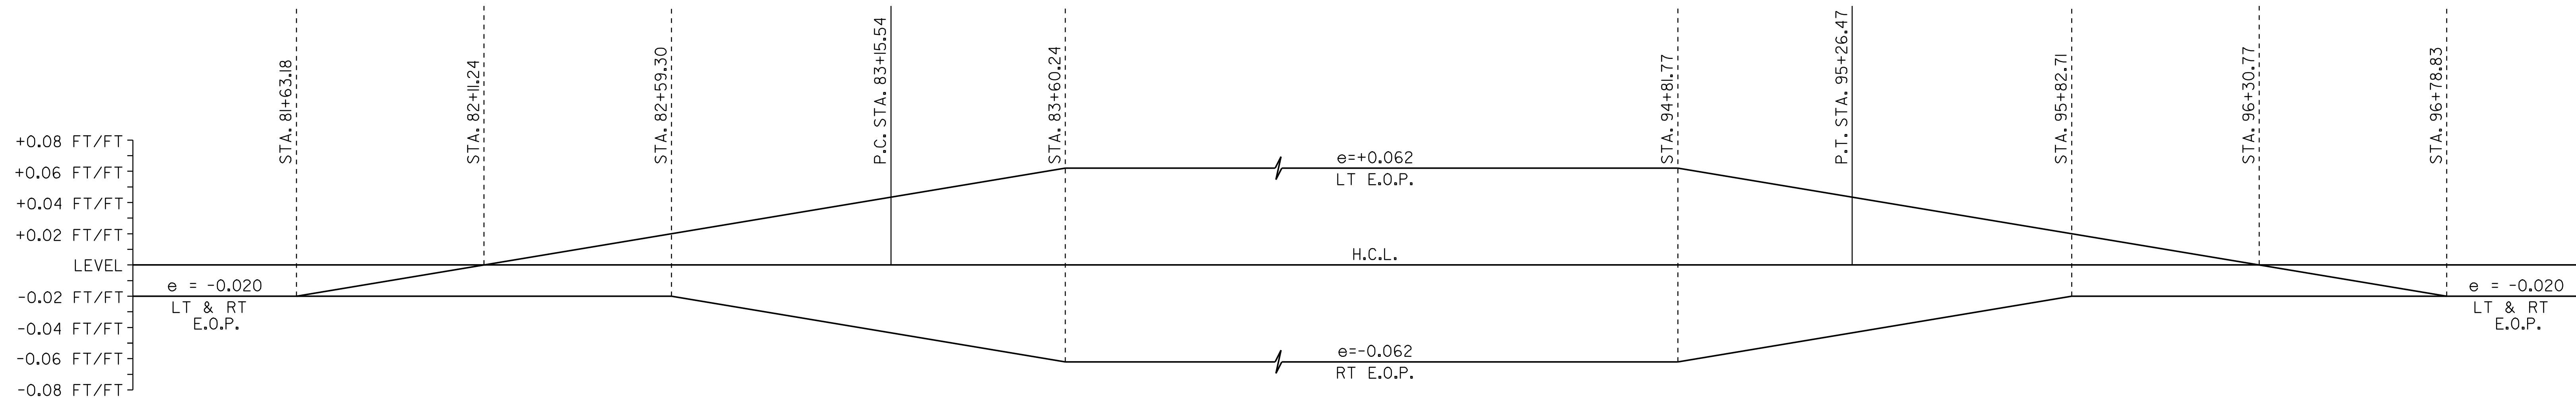 STA. 81+63.18
STA. 82+11.24
STA. 82+59.30
P.C. STA. 83+15.54
STA. 83+60.24
STA. 94+81.77
P.T. STA. 95+26.47
STA. 95+82.71
STA. 96+30.77
STA. 96+78.83
+0.08 FT/FT
+0.06 FT/FT
+0.04 FT/FT
+0.02 FT/FT
LEVEL
-0.02 FT/FT
-0.04 FT/FT
-0.06 FT/FT
-0.08 FT/FT
e = -0.020
LT & RT
E.O.P.
e=+0.062
LT E.O.P.
H.C.L.
e=-0.062
RT E.O.P.
e = -0.020
LT & RT
E.O.P.